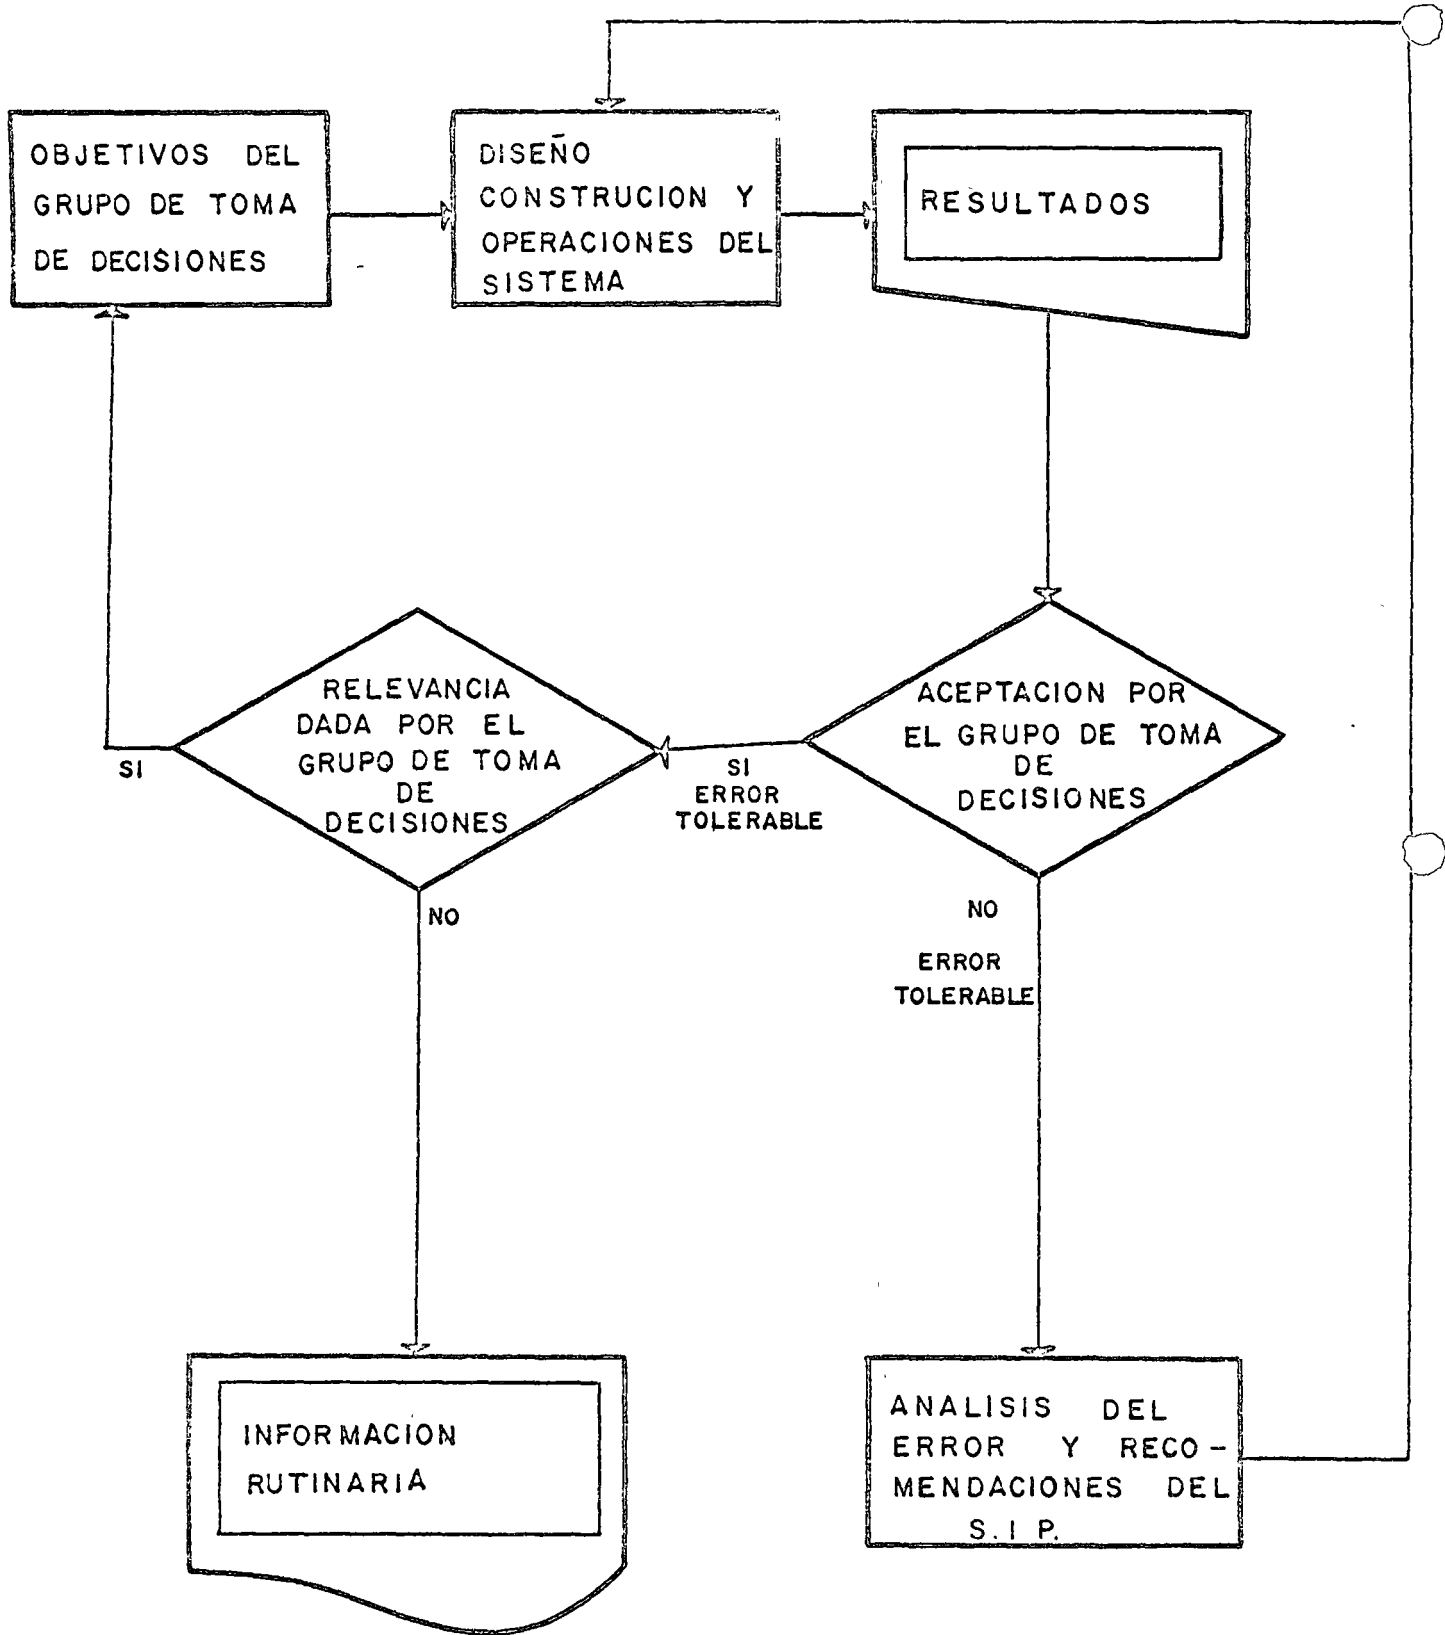 OBJETIVOS DEL
GRUPO DE TOMA
DE DECISIONES
DISEÑO
CONSTRUCION Y
OPERACIONES DEL
SISTEMA
RESULTADOS
RELEVANCIA
DADA POR EL
GRUPO DE TOMA
DE
DECISIONES
ACEPTACION POR
EL GRUPO DE TOMA
DE
DECISIONES
SI
SI
ERROR
TOLERABLE
NO
NO
ERROR
TOLERABLE
INFORMACION
RUTINARIA
ANALISIS DEL
ERROR Y RECO-
MENDACIONES DEL
S.I P.